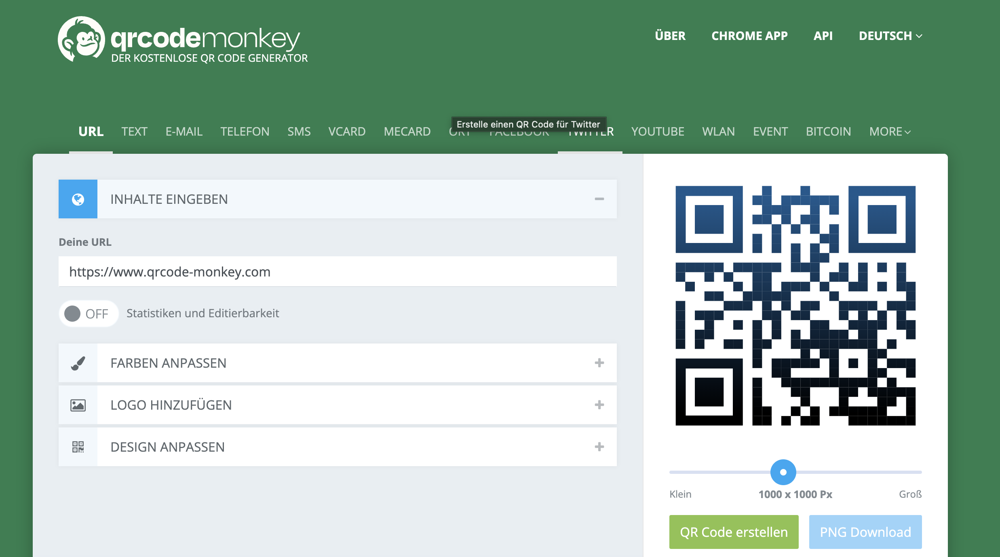 qrcodemonkey
DER KOSTENLOSE QR CODE GENERATOR
ÜBER CHROME APP API DEUTSCH
Erstelle einen QR Code für Twitter
URL TEXT E-MAIL TELEFON SMS VCARD MECARD ORT FACEBOOK TWITTER YOUTUBE WLAN EVENT BITCOIN MORE
INHALTE EINGEBEN
Deine URL
https://www.qrcode-monkey.com
OFF Statistiken und Editierbarkeit
FARBEN ANPASSEN
LOGO HINZUFÜGEN
DESIGN ANPASSEN
Klein 1000 x 1000 Px Groß
QR Code erstellen PNG Download